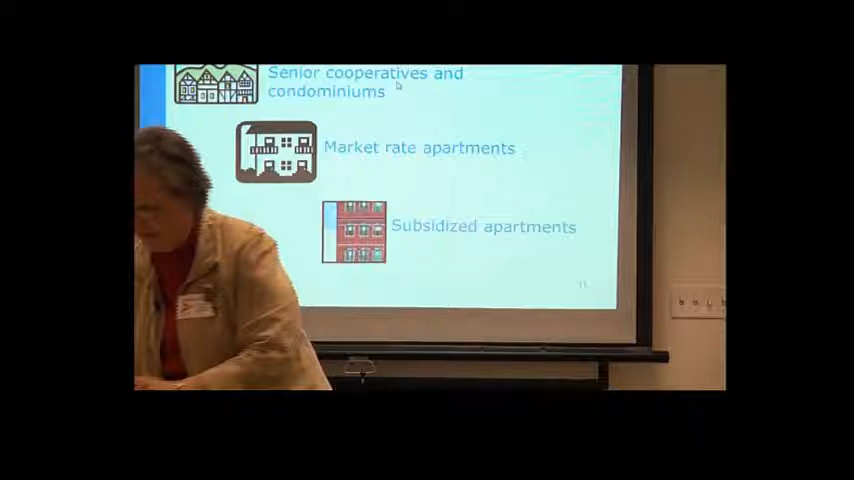 Senior cooperatives and
condominiums
Market rate apartments
Subsidized apartments